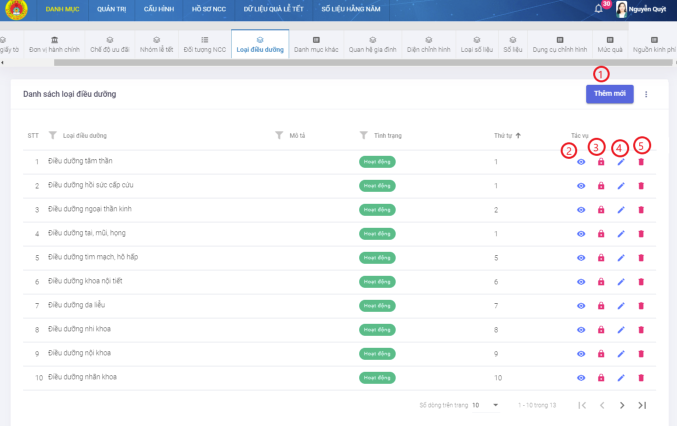 DANH MỤC QUẢN TRỊ CẤU HÌNH HỒ SƠ NCC DỮ LIỆU QUÀ LỄ TẾT SỐ LIỆU HÀNG NĂM 30 Nguyễn Quýt
giấy tờ Đơn vị hành chính Chế độ ưu đãi Nhóm lễ tết Đối tượng NCC Loại điều dưỡng Danh mục khác Quan hệ gia đình Diện chỉnh hình Loại số liệu Số liệu Dụng cụ chỉnh hình Mức quà Nguồn kinh phí
1
Danh sách loại điều dưỡng Thêm mới
STT Loại điều dưỡng Mô tả Tình trạng Thứ tự Tác vụ
2 3 4 5
1 Điều dưỡng tâm thần Hoạt động 1
2 Điều dưỡng hồi sức cấp cứu Hoạt động 1
3 Điều dưỡng ngoại thần kinh Hoạt động 2
4 Điều dưỡng tai, mũi, họng Hoạt động 1
5 Điều dưỡng tim mạch, hô hấp Hoạt động 5
6 Điều dưỡng khoa nội tiết Hoạt động 6
7 Điều dưỡng da liễu Hoạt động 7
8 Điều dưỡng nhi khoa Hoạt động 8
9 Điều dưỡng nội khoa Hoạt động 9
10 Điều dưỡng nhãn khoa Hoạt động 10
Số dòng trên trang 10 1 - 10 trong 13